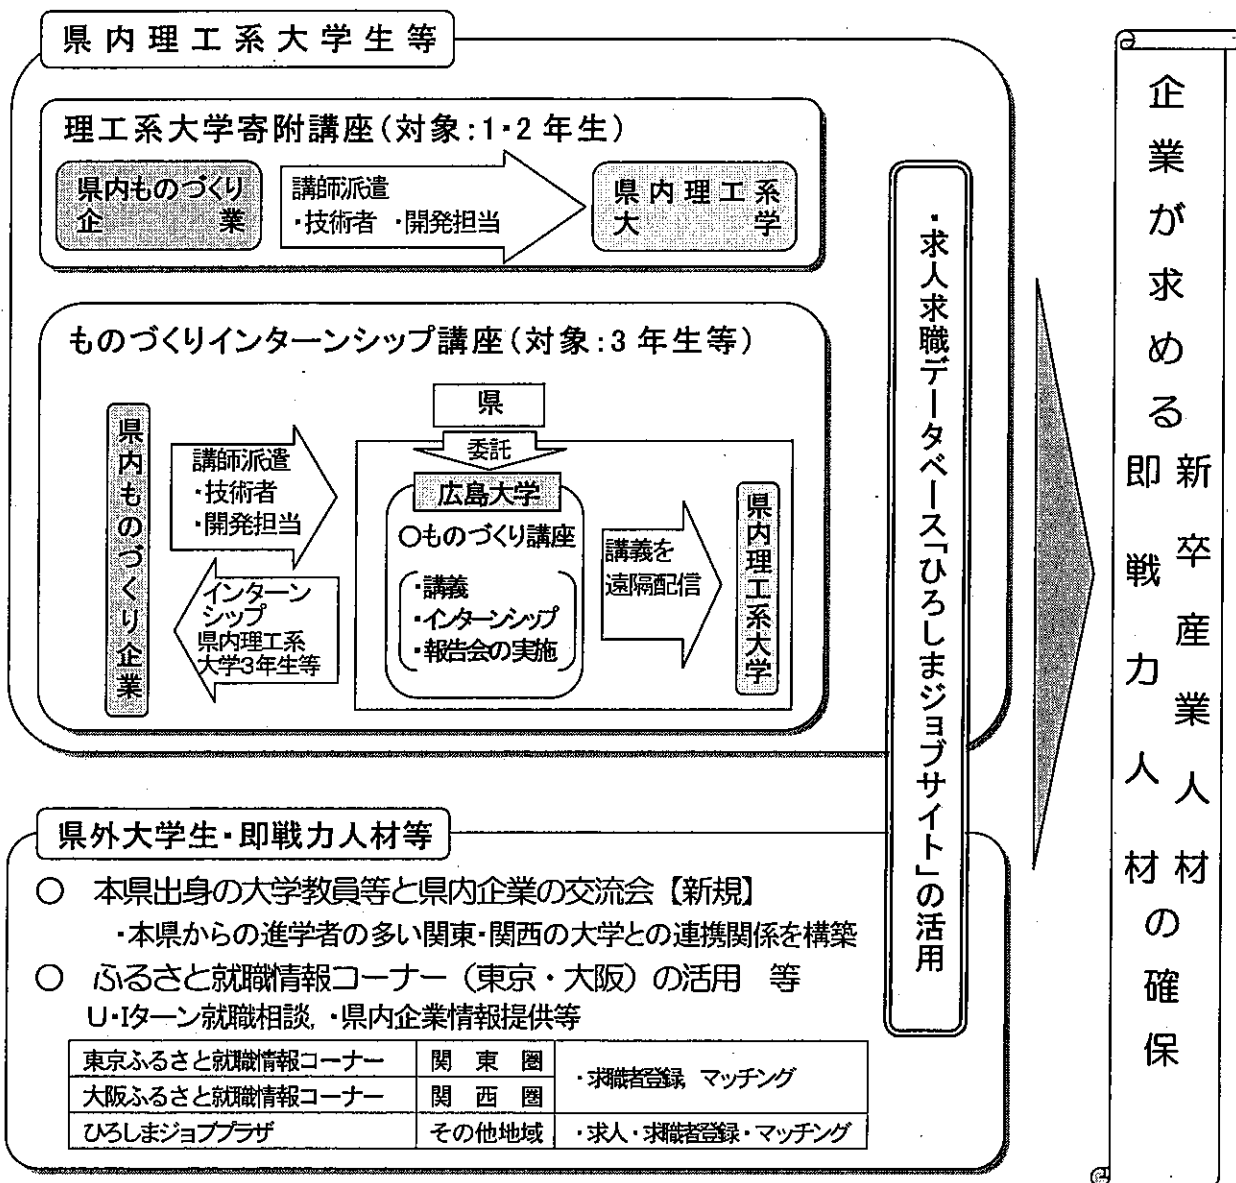 県内理工系大学生等
理工系大学寄附講座(対象:1・2年生)
県内ものづくり
企業
講師派遣
・技術者 ・開発担当
県内理工系
大学
ものづくりインターンシップ講座(対象:3年生等)
県内ものづくり企業
講師派遣
・技術者
・開発担当
インターン
シップ
県内理工系
大学3年生等
県
委託
広島大学
○ものづくり講座
・講義
・インターンシップ
・報告会の実施
講義を
遠隔配信
県内理工系大学
・求人求職データベース「ひろしまジョブサイト」の活用
県外大学生・即戦力人材等
○ 本県出身の大学教員等と県内企業の交流会【新規】
・本県からの進学者の多い関東・関西の大学との連携関係を構築
○ ふるさと就職情報コーナー(東京・大阪)の活用 等
U・Iターン就職相談, ・県内企業情報提供等
東京ふるさと就職情報コーナー 関東圏 ・求職者登録, マッチング
大阪ふるさと就職情報コーナー 関西圏
ひろしまジョブプラザ その他地域 ・求人・求職者登録・マッチング
企業が求める
新卒産業人材
即戦力人材
の確保